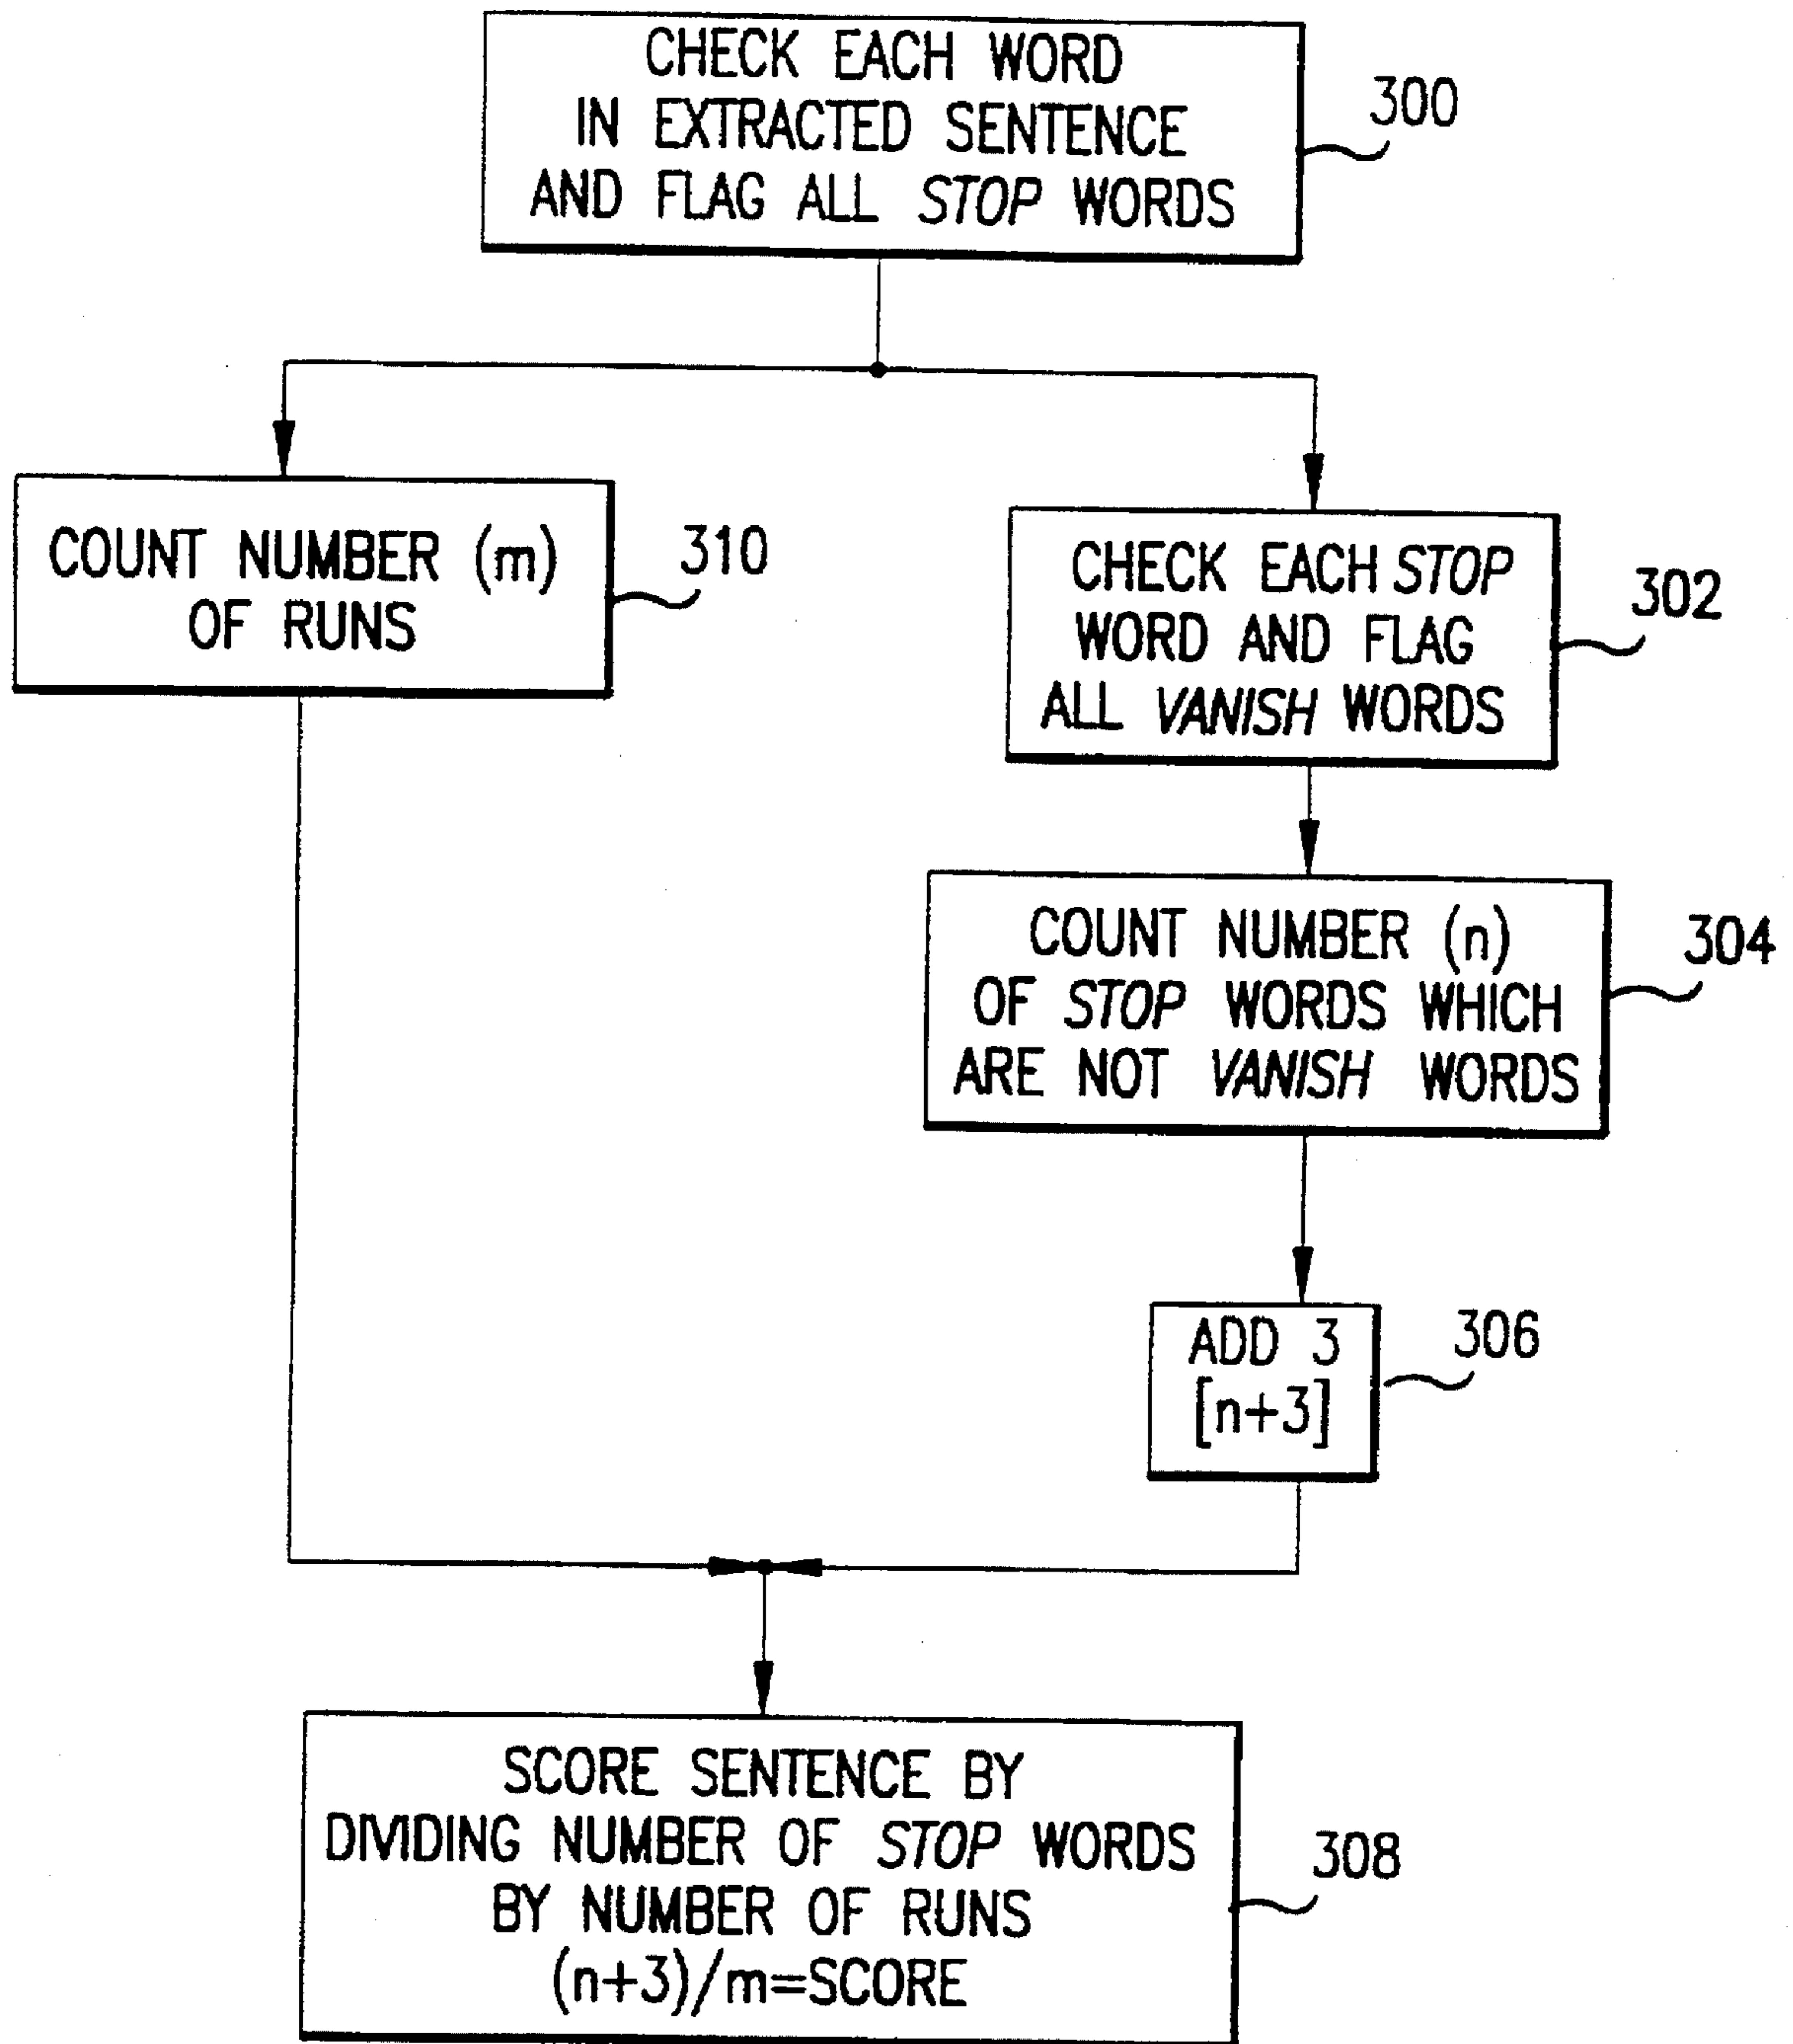 CHECK EACH WORD
IN EXTRACTED SENTENCE
AND FLAG ALL STOP WORDS
300
COUNT NUMBER (m)
OF RUNS
310
CHECK EACH STOP
WORD AND FLAG
ALL VANISH WORDS
302
COUNT NUMBER (n)
OF STOP WORDS WHICH
ARE NOT VANISH WORDS
304
ADD 3
[n+3]
306
SCORE SENTENCE BY
DIVIDING NUMBER OF STOP WORDS
BY NUMBER OF RUNS
(n+3)/m=SCORE
308